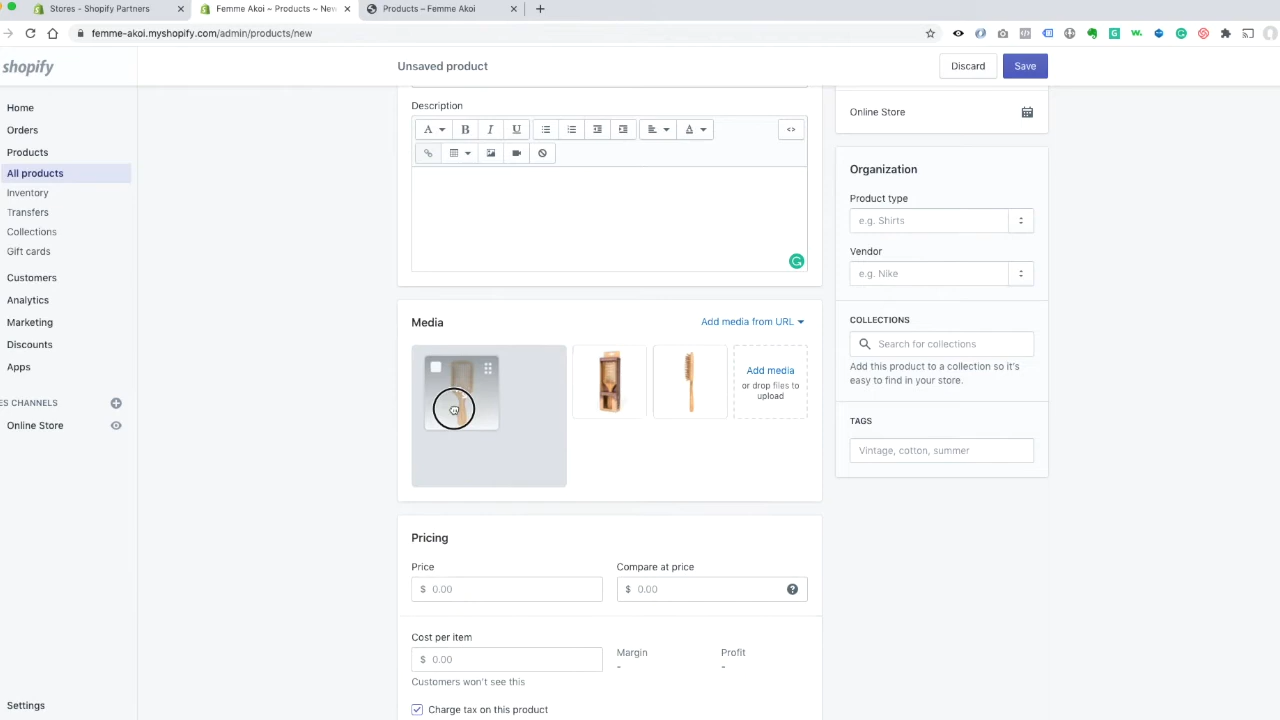 Stores - Shopify Partners
Femme Akoi ~ Products ~ New
Products – Femme Akoi
femme-akoi.myshopify.com/admin/products/new
shopify
Unsaved product
Discard
Save
Home
Orders
Products
All products
Inventory
Transfers
Collections
Gift cards
Customers
Analytics
Marketing
Discounts
Apps
ES CHANNELS
Online Store
Settings
Description
A
B
I
U
A
<>
Media
Add media from URL
Add media
or drop files to
upload
Pricing
Price
Compare at price
$ 0.00
$ 0.00
Cost per item
$ 0.00
Margin
Profit
-
-
Customers won't see this
Charge tax on this product
Online Store
Organization
Product type
e.g. Shirts
Vendor
e.g. Nike
COLLECTIONS
Search for collections
Add this product to a collection so it's
easy to find in your store.
TAGS
Vintage, cotton, summer